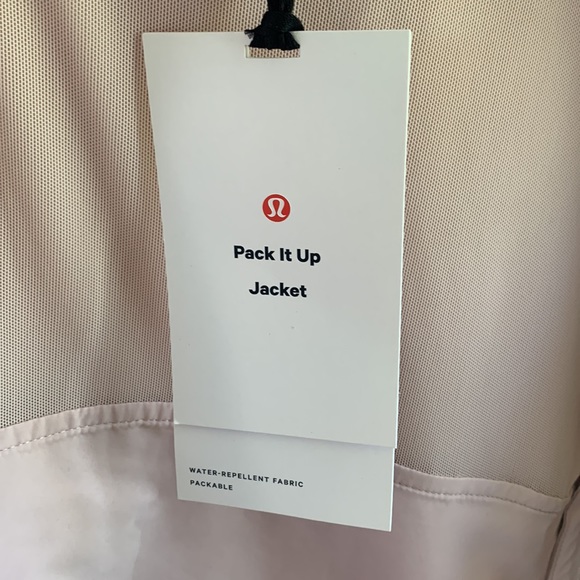 Pack It Up
Jacket
WATER-REPELLENT FABRIC
PACKABLE